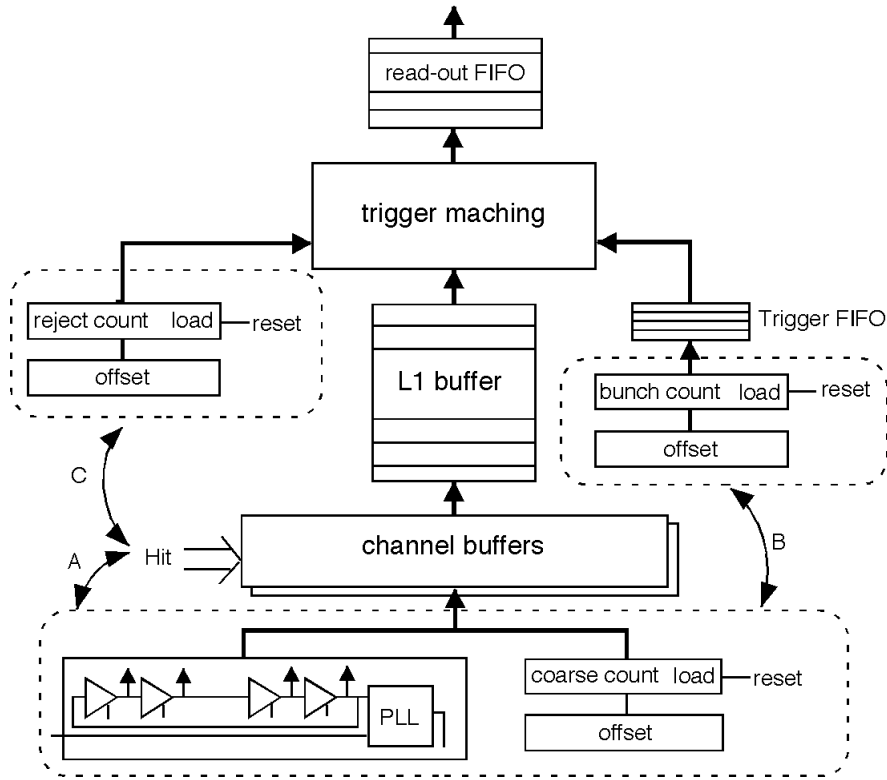 read-out FIFO
trigger maching
reject count load
reset
offset
Trigger FIFO
L1 buffer
bunch count load
reset
offset
C
A
Hit
channel buffers
B
coarse count load
reset
PLL
offset